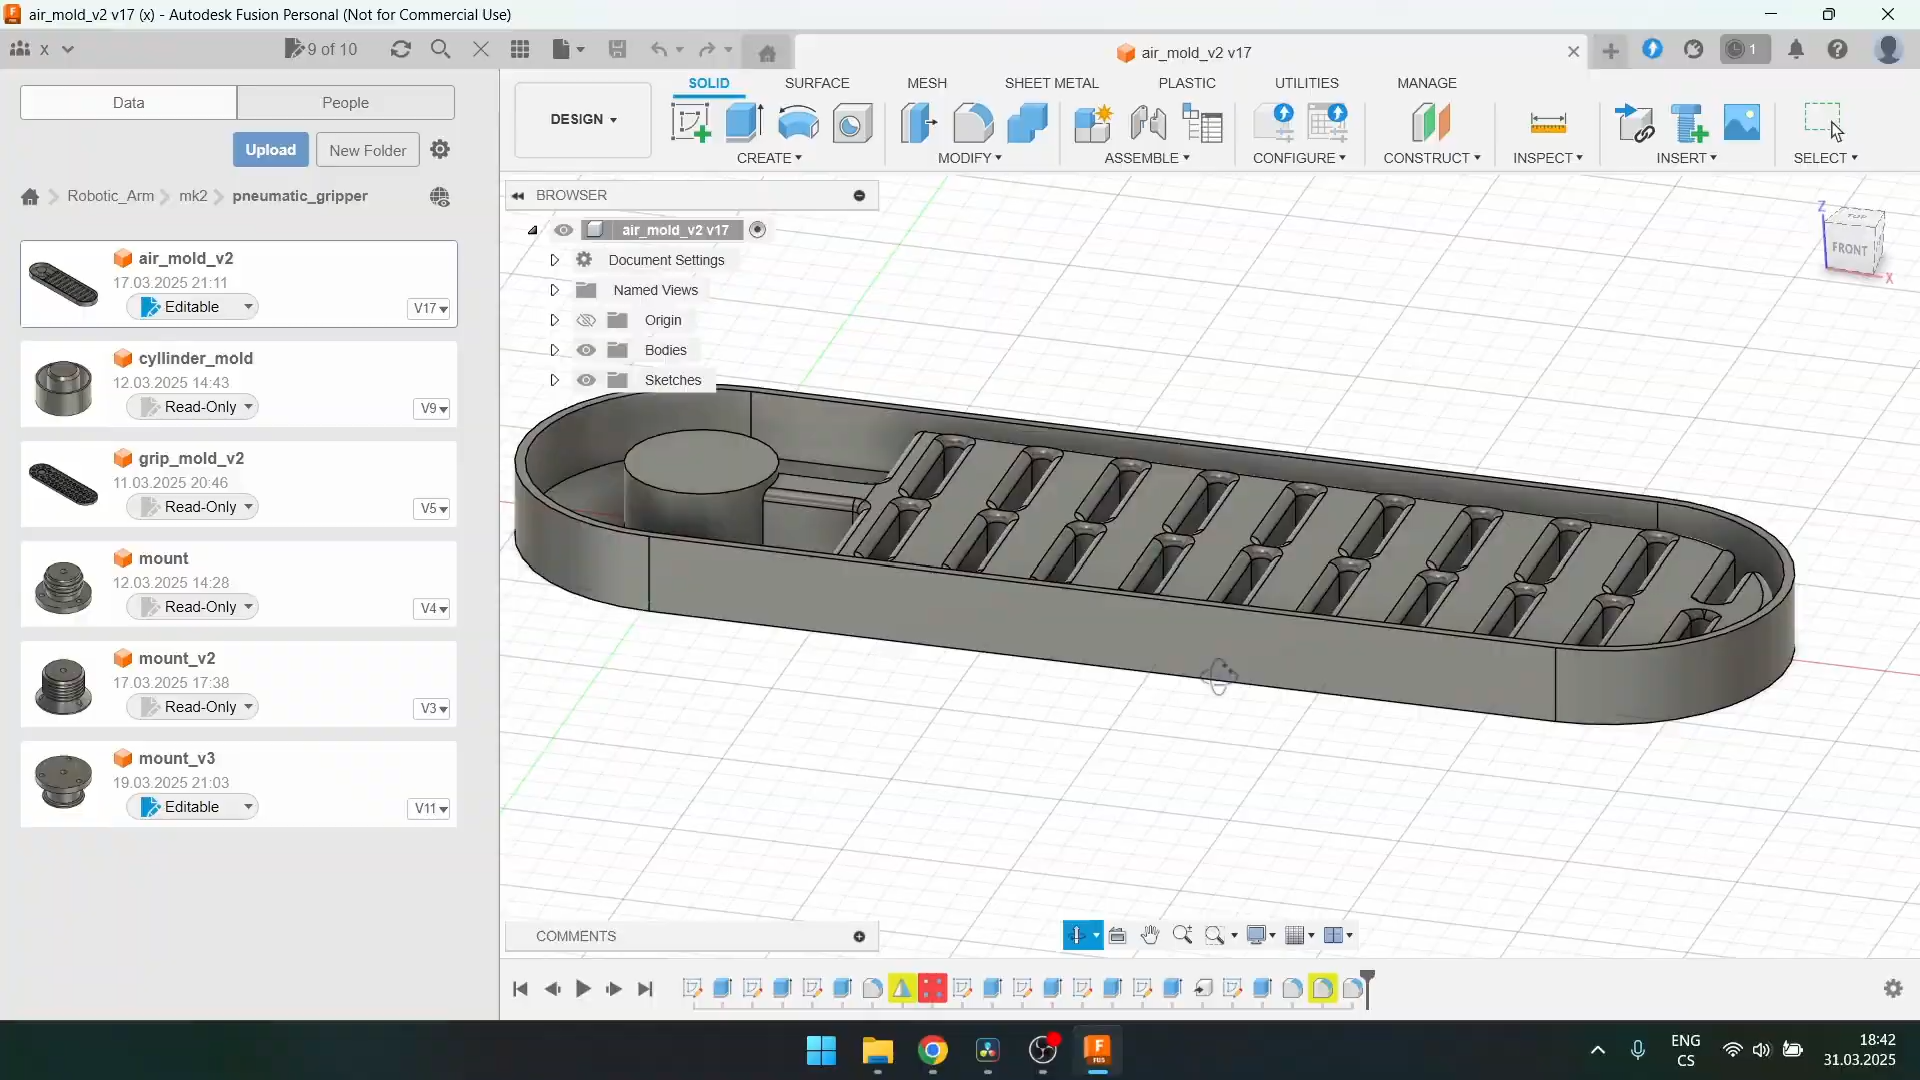 air_mold_v2 v17 (x) - Autodesk Fusion Personal (Not for Commercial Use)
x
9 of 10
air_mold_v2 v17
1
Data
People
Upload
New Folder
Robotic_Arm
mk2
pneumatic_gripper
air_mold_v2
17.03.2025 21:11
Editable
V17
cyllinder_mold
12.03.2025 14:43
Read-Only
V9
grip_mold_v2
11.03.2025 20:46
Read-Only
V5
mount
12.03.2025 14:28
Read-Only
V4
mount_v2
17.03.2025 17:38
Read-Only
V3
mount_v3
19.03.2025 21:03
Editable
V11
DESIGN
SOLID
SURFACE
MESH
SHEET METAL
PLASTIC
UTILITIES
MANAGE
CREATE
MODIFY
ASSEMBLE
CONFIGURE
CONSTRUCT
INSPECT
INSERT
SELECT
BROWSER
air_mold_v2 v17
Document Settings
Named Views
Origin
Bodies
Sketches
Z
TOP
FRONT
X
COMMENTS
F
FUS
ENG
CS
18:42
31.03.2025